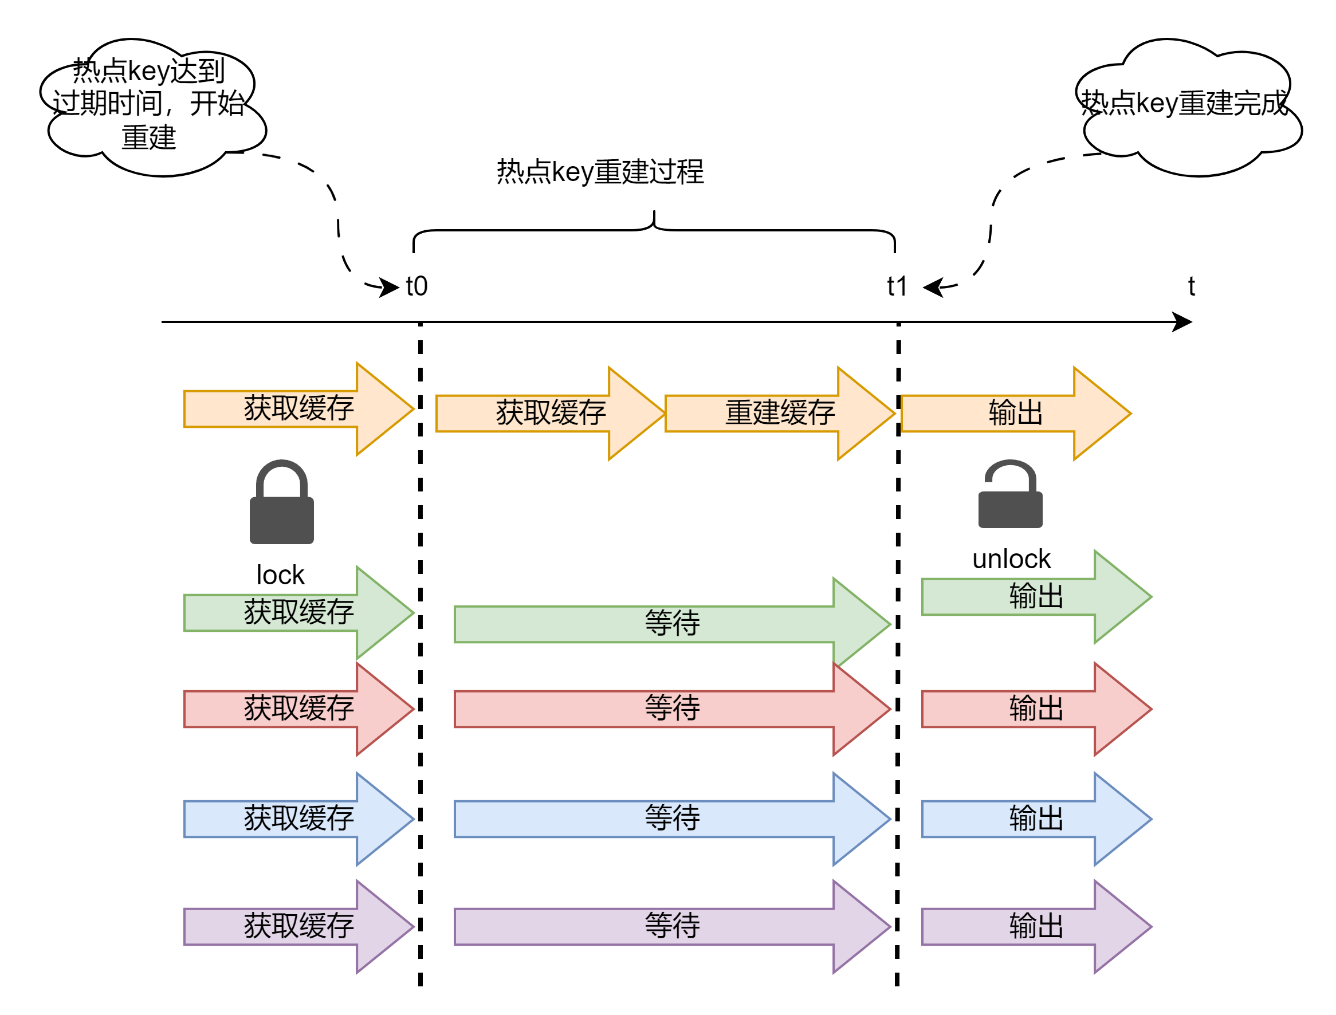 热点key达到
过期时间，开始
重建
热点key重建完成
热点key重建过程
t0
t1
t
获取缓存
获取缓存
重建缓存
输出
lock
unlock
获取缓存
等待
输出
获取缓存
等待
输出
获取缓存
等待
输出
获取缓存
等待
输出